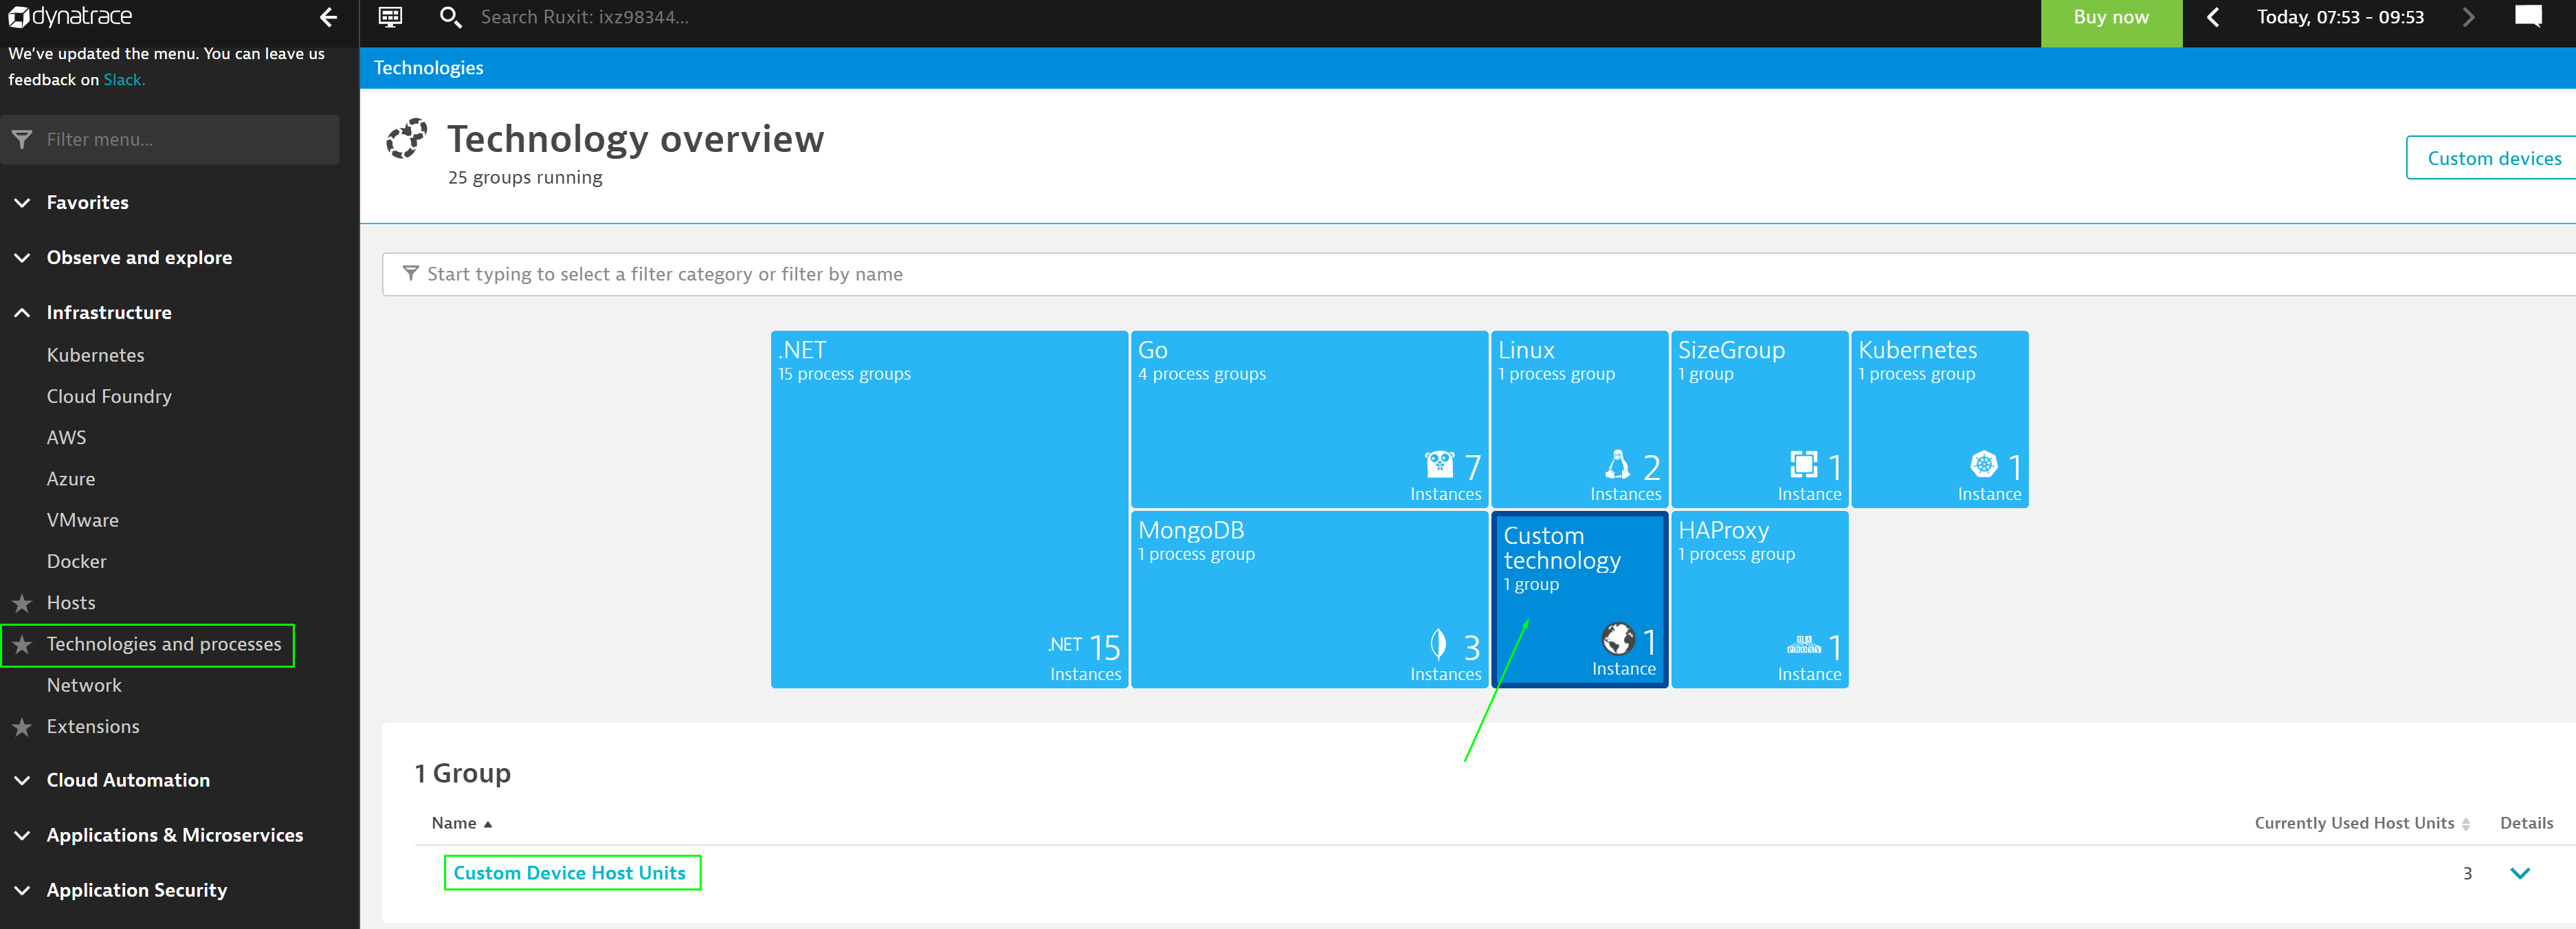 dynatrace
We've updated the menu. You can leave us
feedback on Slack.
Filter menu...
Favorites
Observe and explore
Infrastructure
Kubernetes
Cloud Foundry
AWS
Azure
VMware
Docker
Hosts
Technologies and processes
Network
Extensions
Cloud Automation
Applications & Microservices
Application Security
Search Ruxit: ixz98344...
Buy now
Today, 07:53 - 09:53
Technologies
Technology overview
25 groups running
Custom devices
Start typing to select a filter category or filter by name
.NET
15 process groups
.NET 15
Instances
Go
4 process groups
7
Instances
Linux
1 process group
2
Instances
SizeGroup
1 group
1
Instance
Kubernetes
1 process group
1
Instance
MongoDB
1 process group
3
Instances
Custom
technology
1 group
1
Instance
HAProxy
1 process group
HA
PROXY
1
Instance
1 Group
Name
Currently Used Host Units
Details
Custom Device Host Units
3